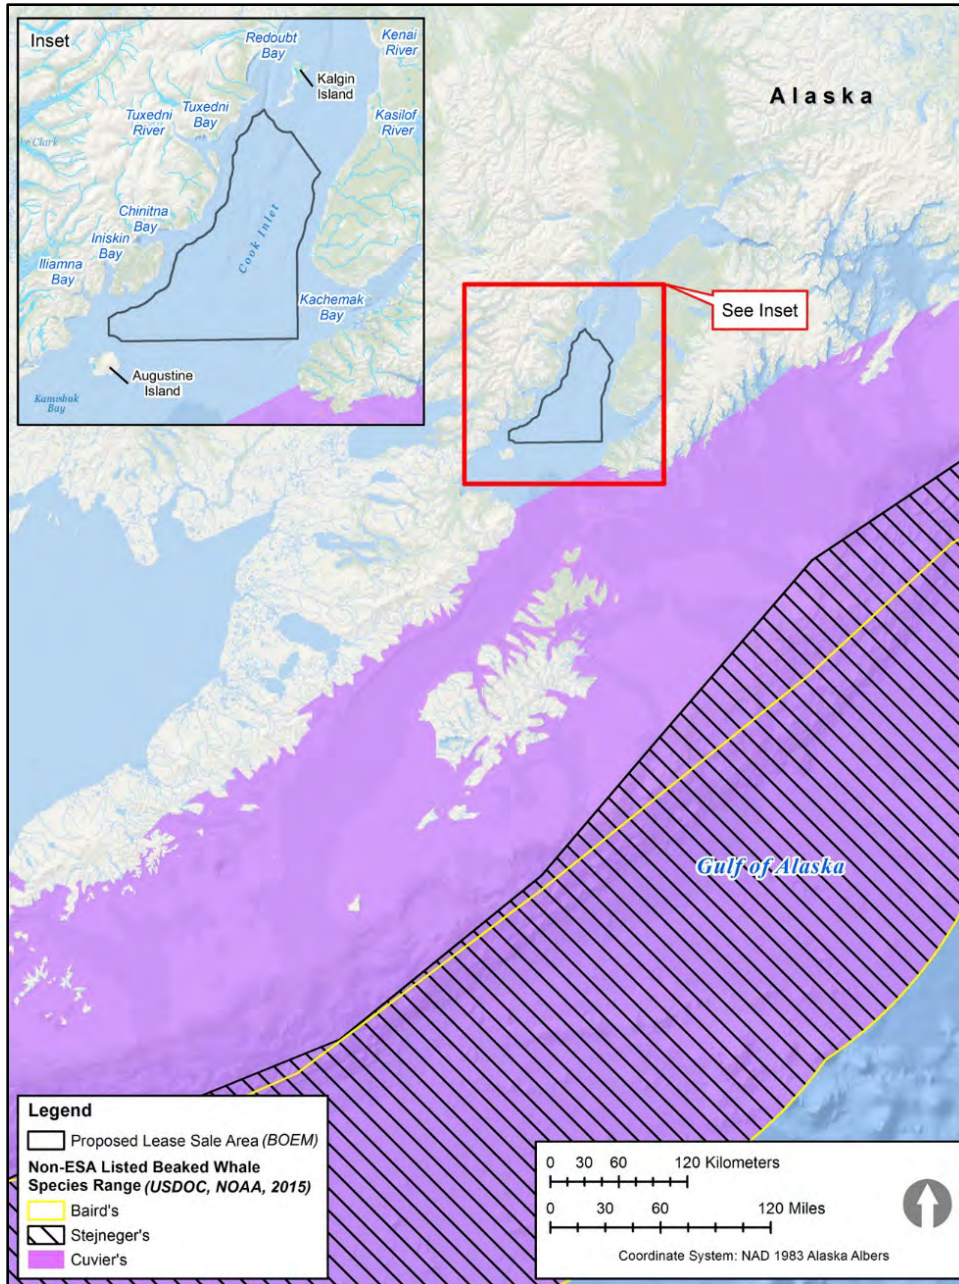 Inset
Redoubt
Bay
Kenai
River
Kalgin
Island
Tuxedni
Bay
Tuxedni
River
Kasilof
River
Clark
Chinitna
Bay
Iniskin
Bay
Iliamna
Bay
Cook Inlet
Kachemak
Bay
Augustine
Island
Kamishak
Bay
Alaska
See Inset
Gulf of Alaska
Legend
Proposed Lease Sale Area (BOEM)
Non-ESA Listed Beaked Whale
Species Range (USDOC, NOAA, 2015)
Baird's
Stejneger's
Cuvier's
0 30 60 120 Kilometers
0 30 60 120 Miles
Coordinate System: NAD 1983 Alaska Albers